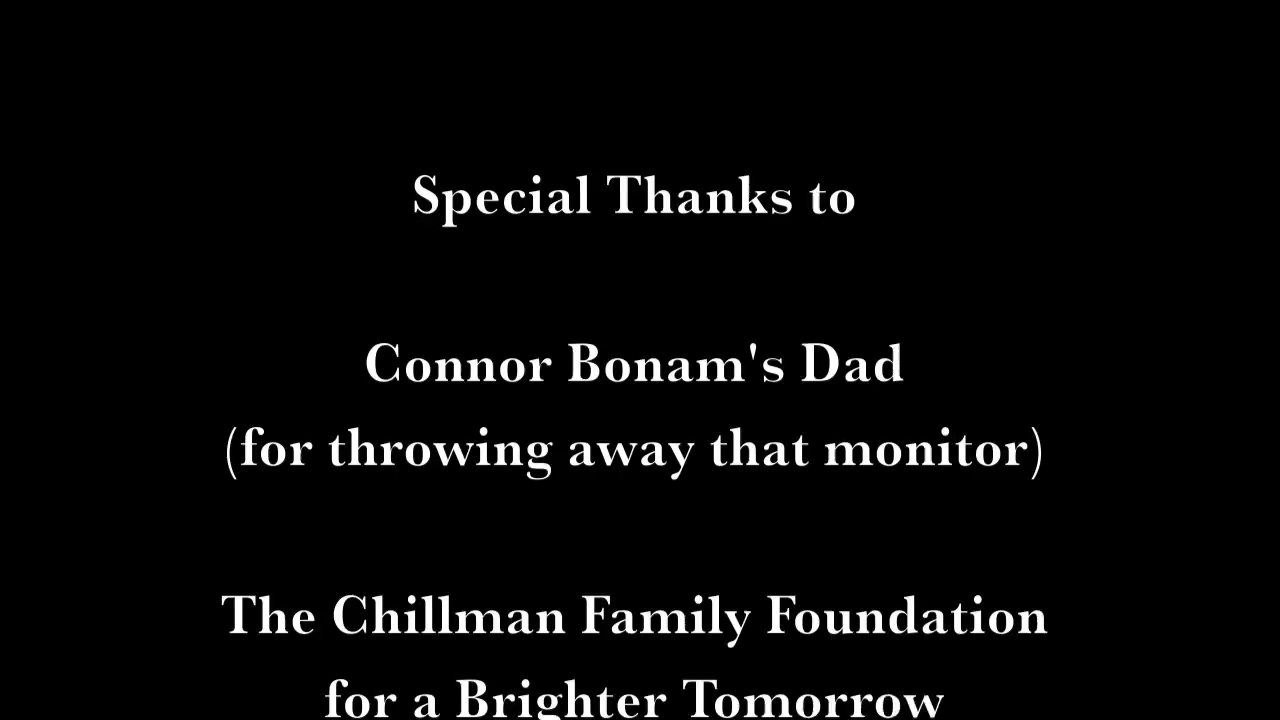 Special Thanks to
Connor Bonam's Dad
(for throwing away that monitor)
The Chillman Family Foundation
for a Brighter Tomorrow